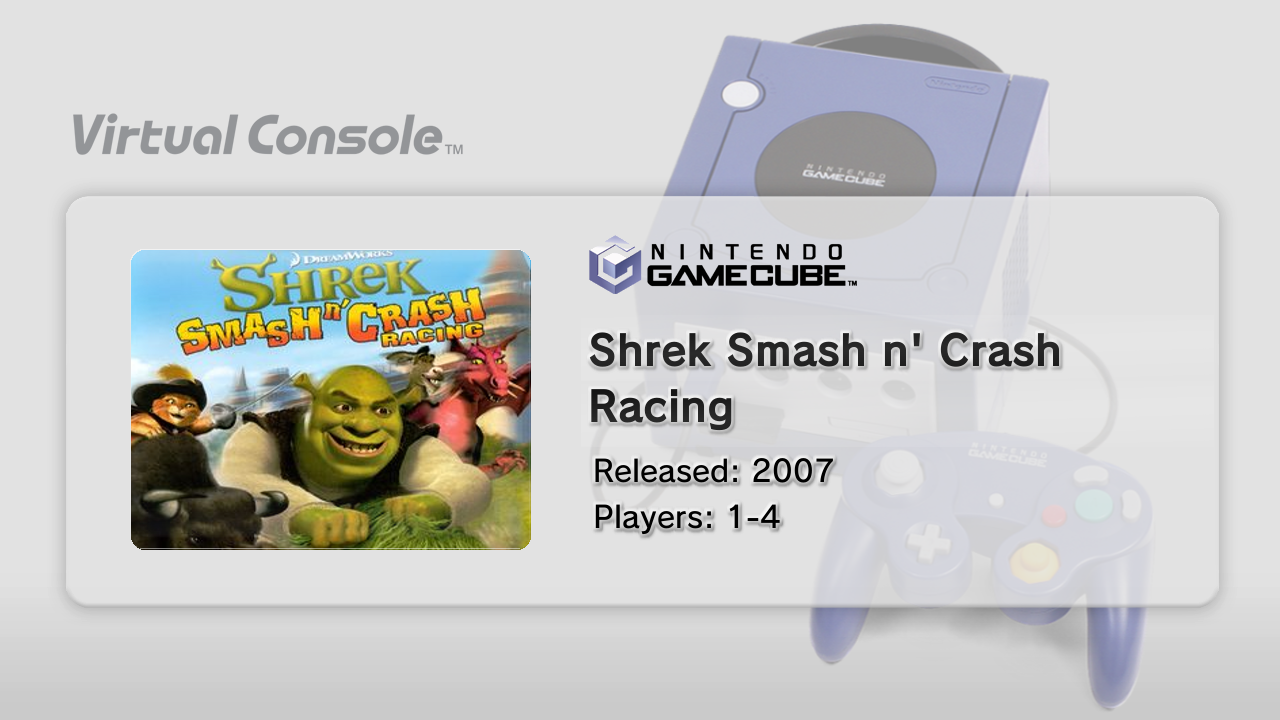 Virtual Console™
NINTENDO
GAMECUBE
Nintendo
DREAMWORKS
SHREK
SMASH n' CRASH
RACING
NINTENDO
GAMECUBE™
Shrek Smash n' Crash
Racing
Released: 2007
Players: 1-4
NINTENDO
GAMECUBE